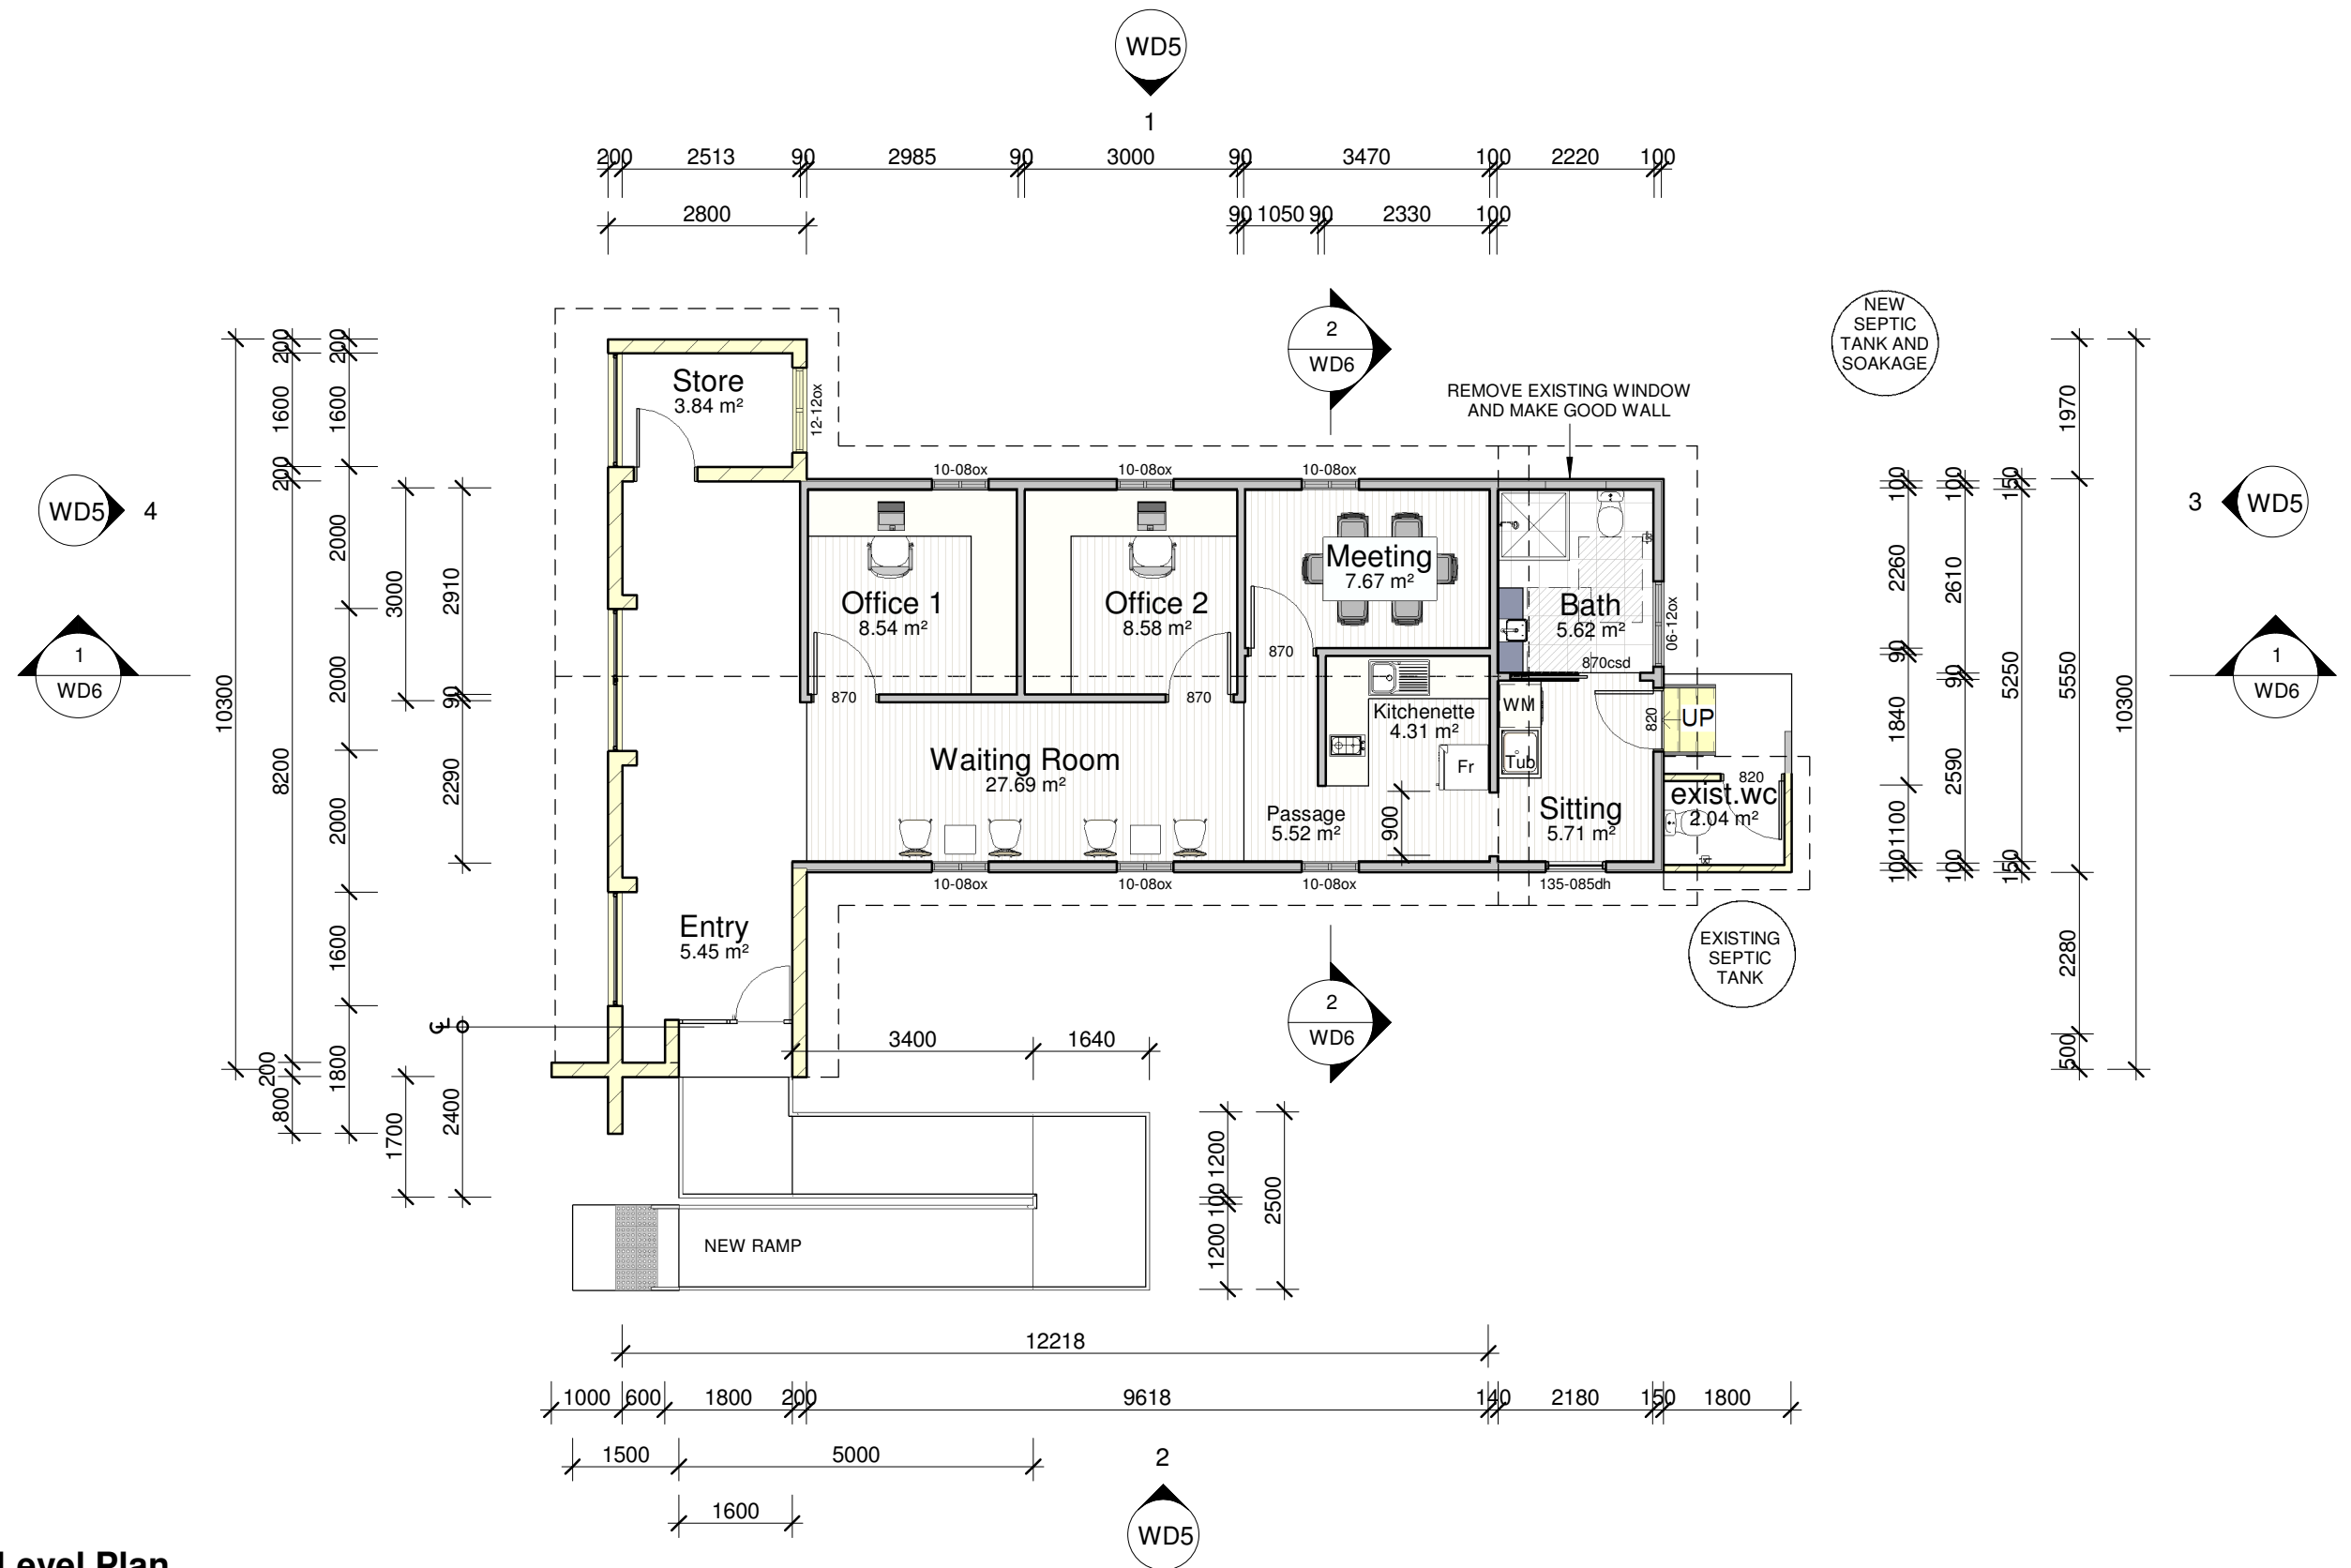 WD5
1
200 2513 90 2985 90 3000 90 3470 100 2220 100
2800 90 1050 90 2330 100
2
WD6
NEW
SEPTIC
TANK AND
SOAKAGE
REMOVE EXISTING WINDOW
AND MAKE GOOD WALL
Store
3.84 m²
12-12ox
10-08ox 10-08ox 10-08ox
WD5 4
3 WD5
1
WD6
1
WD6
10300
200
1600
200
8200
200
800
200
1600
2000
2000
2000
1600
1800
3000
1700
2910
90
2290
2400
Office 1
8.54 m²
870
Office 2
8.58 m²
870
Meeting
7.67 m²
870
Bath
5.62 m²
06-12ox
870csd
Kitchenette
4.31 m²
Fr
WM
Tub
820
UP
Waiting Room
27.69 m²
Passage
5.52 m²
900
Sitting
5.71 m²
820
exist.wc
2.04 m²
10-08ox 10-08ox 10-08ox 135-085dh
100
2260
90
1840
1100
100
100
2610
90
2590
100
150
5250
150
1970
5550
2280
500
10300
Entry
5.45 m²
EXISTING
SEPTIC
TANK
2
WD6
CL
3400 1640
1200
100
1200
2500
NEW RAMP
12218
1000 600 1800 200 9618 140 2180 150 1800
1500 5000
1600
2
WD5
Level Plan